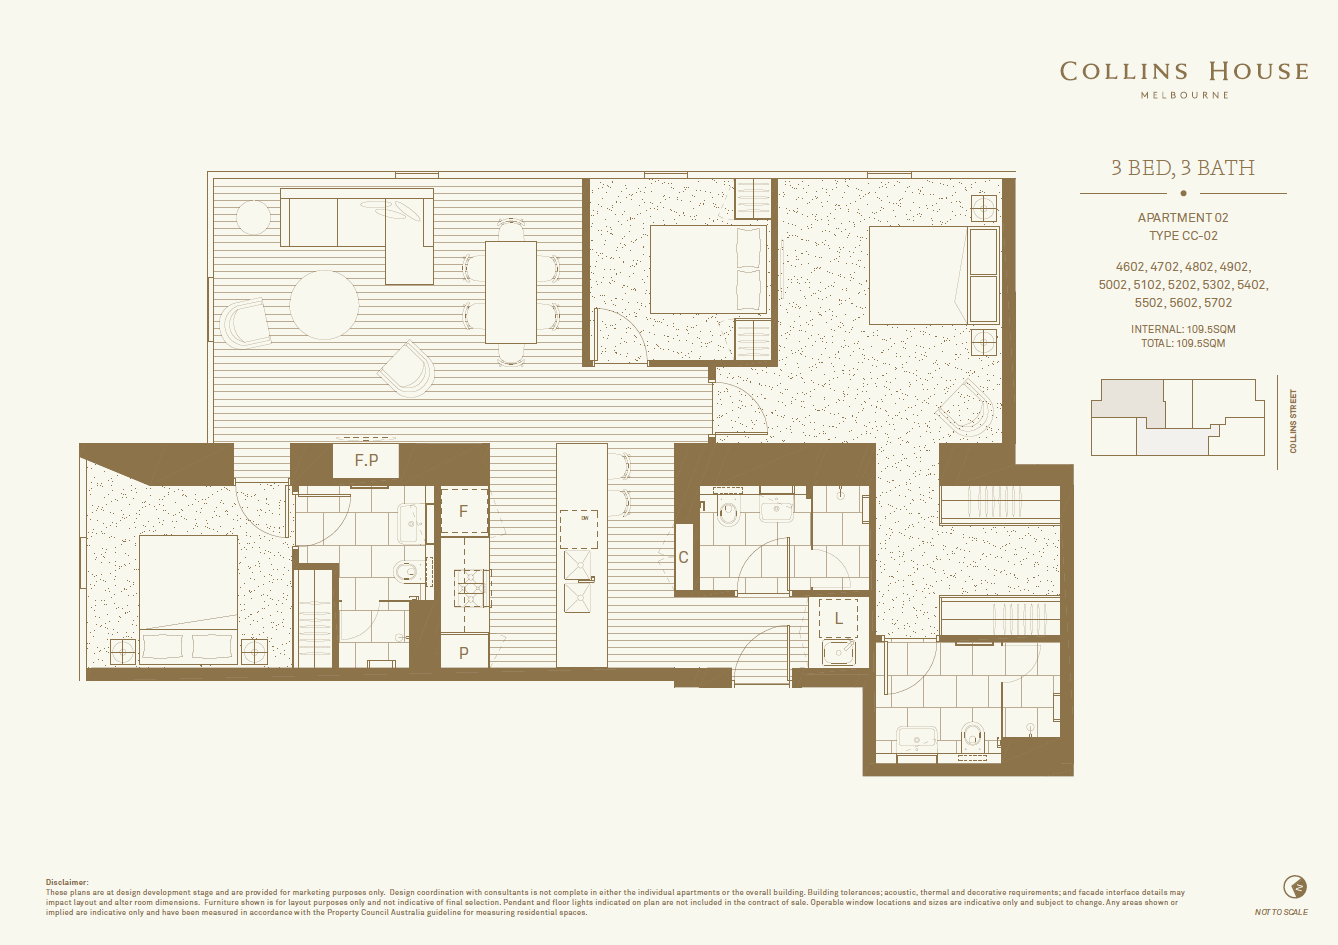 COLLINS HOUSE
MELBOURNE
3 BED, 3 BATH
APARTMENT 02
TYPE CC-02
4602, 4702, 4802, 4902,
5002, 5102, 5202, 5302, 5402,
5502, 5602, 5702
INTERNAL: 109.5SQM
TOTAL: 109.5SQM
COLLINS STREET
F.P
F
DW
C
L
P
Disclaimer:
These plans are at design development stage and are provided for marketing purposes only. Design coordination with consultants is not complete in either the individual apartments or the overall building. Building tolerances; acoustic, thermal and decorative requirements; and facade interface details may
impact layout and alter room dimensions. Furniture shown is for layout purposes only and not indicative of final selection. Pendant and floor lights indicated on plan are not included in the contract of sale. Operable window locations and sizes are indicative only and subject to change. Any areas shown or
implied are indicative only and have been measured in accordance with the Property Council Australia guideline for measuring residential spaces.
N
NOT TO SCALE